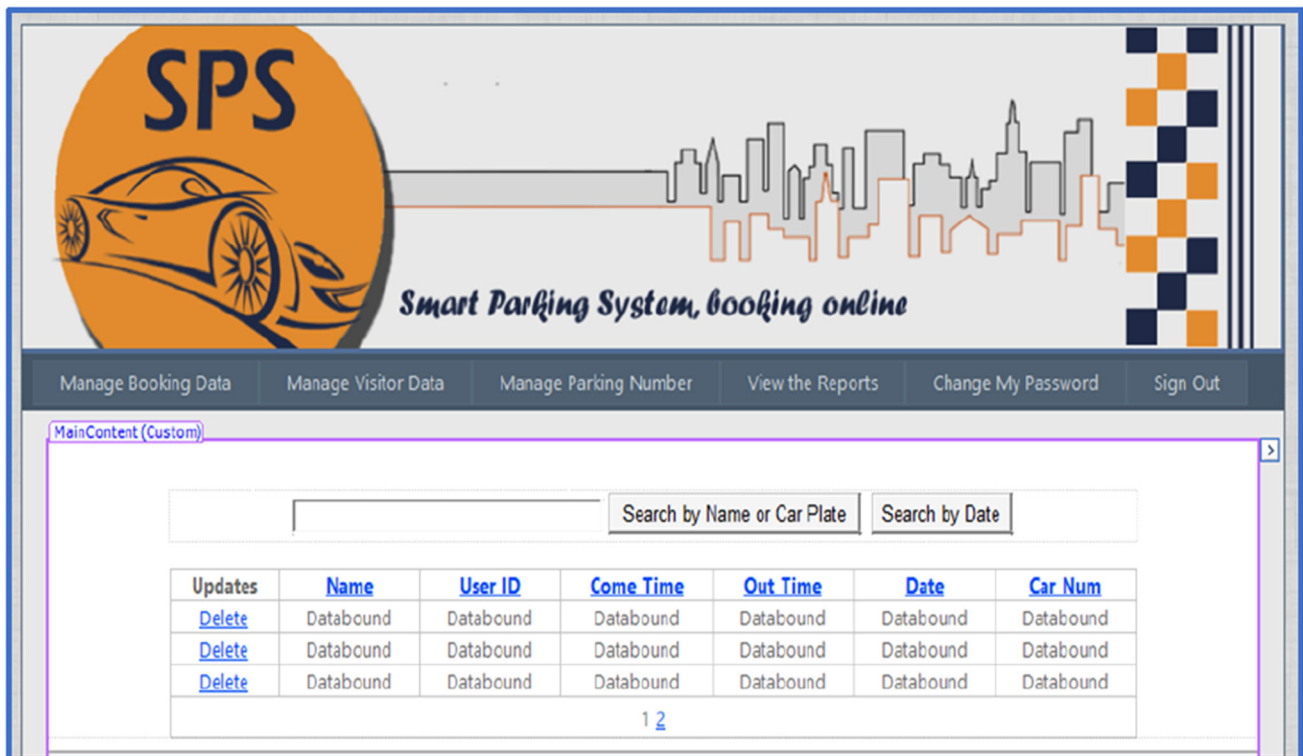 SPS
Smart Parking System, booking online
Manage Booking Data Manage Visitor Data Manage Parking Number View the Reports Change My Password Sign Out
MainContent (Custom)
>
Search by Name or Car Plate Search by Date
Updates Name User ID Come Time Out Time Date Car Num
Delete Databound Databound Databound Databound Databound Databound
Delete Databound Databound Databound Databound Databound Databound
Delete Databound Databound Databound Databound Databound Databound
1 2